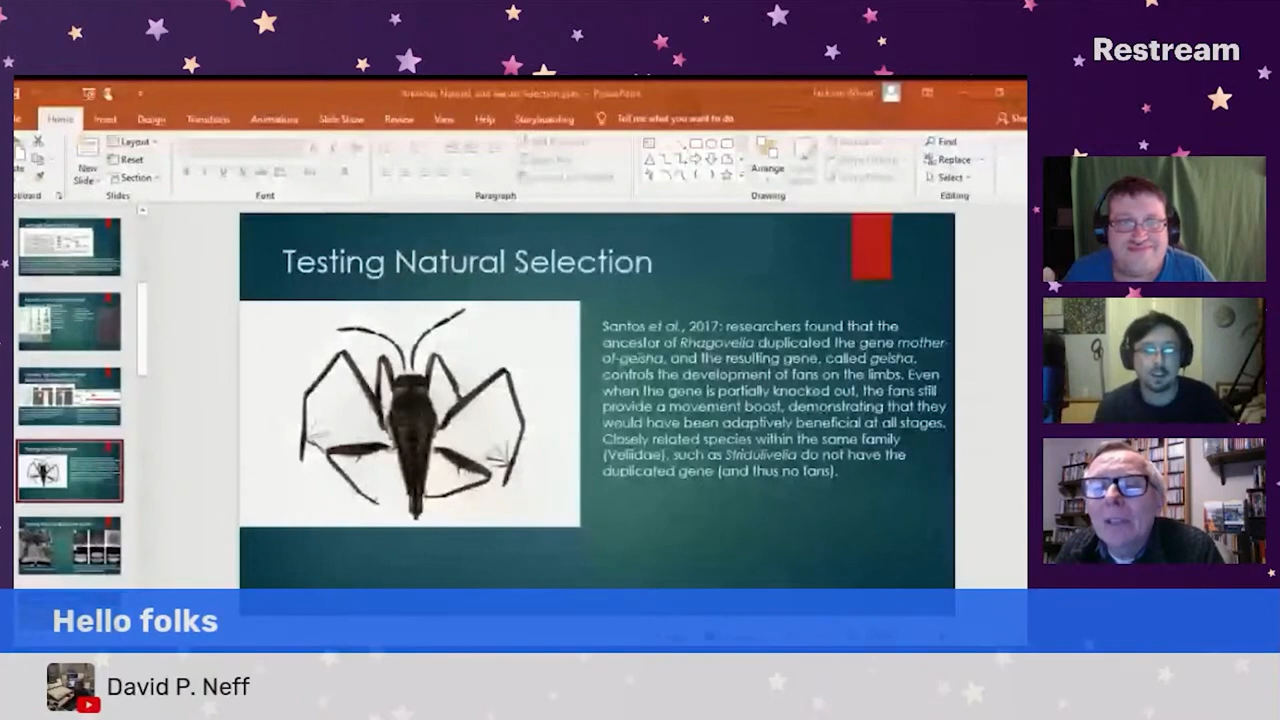 Restream
PowerPoint
Home
Insert
Design
Transitions
Animations
Slide Show
Review
View
Help
Storyboarding
Tell me what you want to do
Layout
Reset
Section
New
Slide
Slides
Font
Paragraph
Arrange
Drawing
Find
Replace
Select
Editing
Testing Natural Selection
Santos et al., 2017: researchers found that the
ancestor of Rhagovelia duplicated the gene mother-
of-geisha, and the resulting gene, called geisha,
controls the development of fans on the limbs. Even
when the gene is partially knocked out, the fans still
provide a movement boost, demonstrating that they
would have been adaptively beneficial at all stages.
Closely related species within the same family
(Veliidae), such as Stridulivelia do not have the
duplicated gene (and thus no fans).
Hello folks
David P. Neff